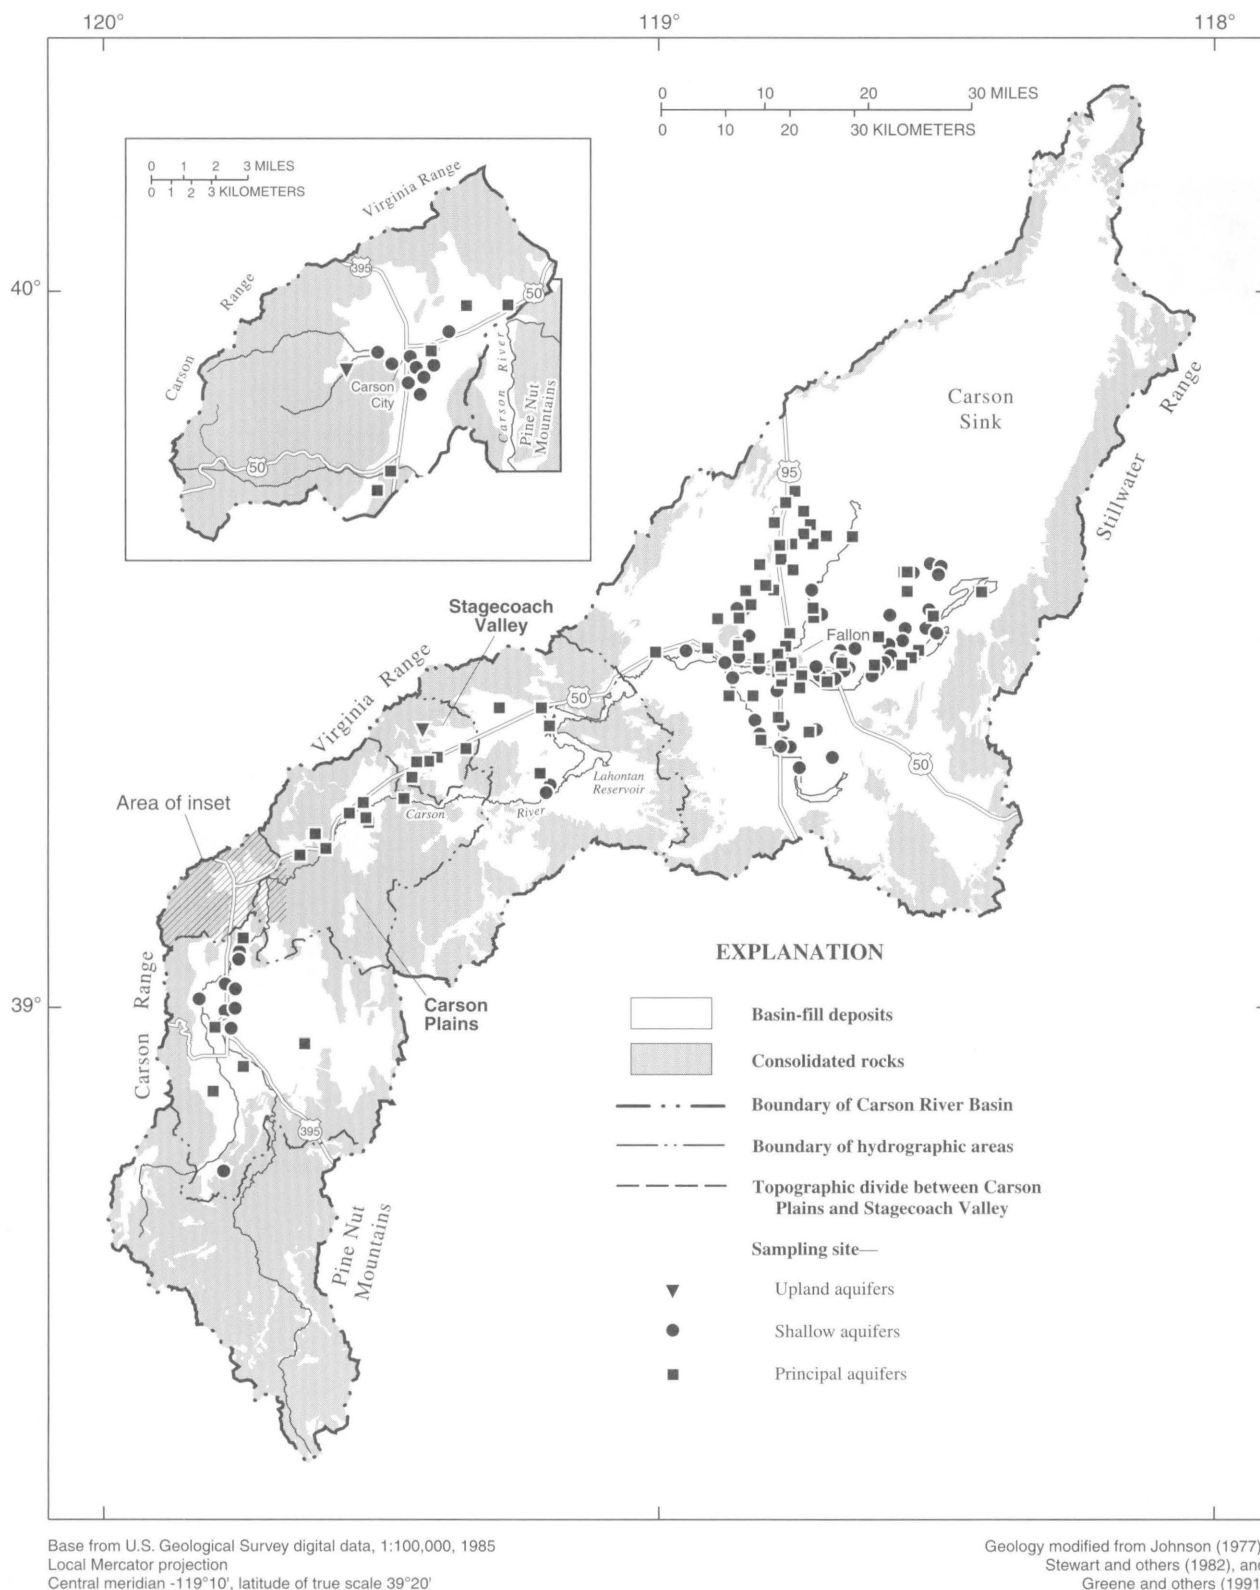 120°
119°
118°
0 10 20 30 MILES
0 10 20 30 KILOMETERS
0 1 2 3 MILES
0 1 2 3 KILOMETERS
Virginia Range
395
40°
Range
50
Carson
Carson
City
Carson River
Pine Nut
Mountains
50
Carson
Sink
Range
Stillwater
95
Stagecoach
Valley
Fallon
Virginia Range
50
50
Lahontan
Reservoir
Area of inset
Carson
River
EXPLANATION
39°
Carson Range
Carson
Plains
Basin-fill deposits
Consolidated rocks
Boundary of Carson River Basin
395
Boundary of hydrographic areas
Topographic divide between Carson
Plains and Stagecoach Valley
Pine Nut
Mountains
Sampling site—
Upland aquifers
Shallow aquifers
Principal aquifers
Base from U.S. Geological Survey digital data, 1:100,000, 1985
Local Mercator projection
Central meridian -119°10', latitude of true scale 39°20'
Geology modified from Johnson (1977)
Stewart and others (1982), and
Greene and others (1991